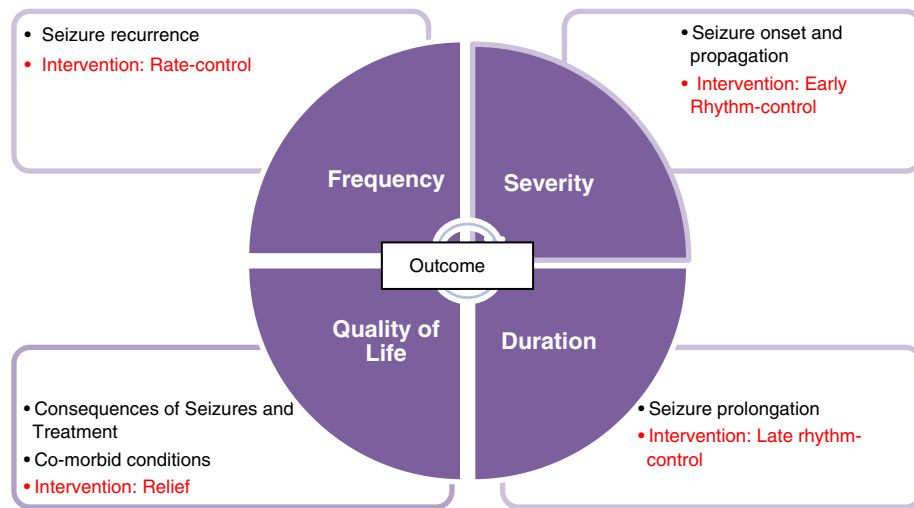 • Seizure recurrence
• Intervention: Rate-control
• Seizure onset and
propagation
• Intervention: Early
Rhythm-control
Frequency
Severity
Outcome
Quality of
Life
Duration
• Consequences of Seizures and
Treatment
• Co-morbid conditions
• Intervention: Relief
• Seizure prolongation
• Intervention: Late rhythm-
control